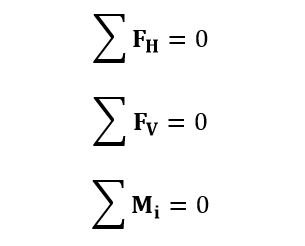 ∑ F_H = 0
∑ F_V = 0
∑ M_i = 0